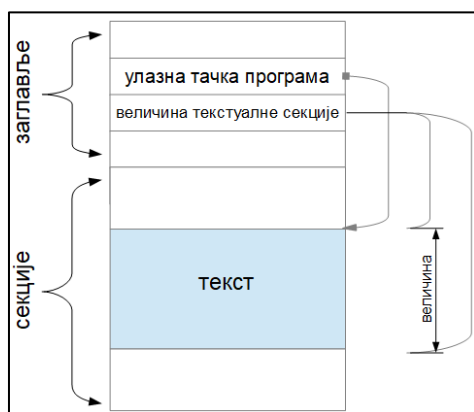 заглавље
улазна тачка програма
величина текстуалне секције
секције
текст
величина